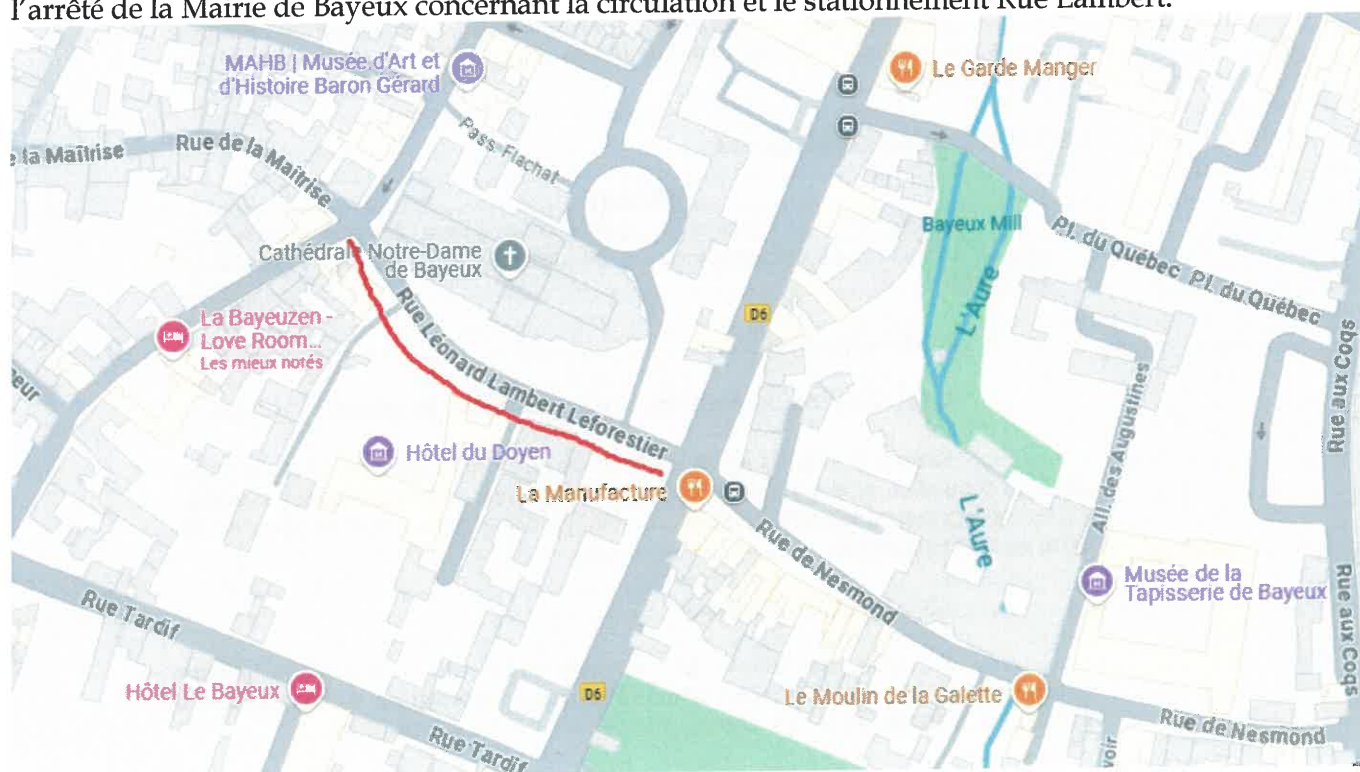 l'arrêté de la Mairie de Bayeux concernant la circulation et le stationnement Rue Lambert.
MAHB | Musée d'Art et
d'Histoire Baron Gérard
Le Garde Manger
Pass. Flachat
e la Maîtrise
Rue de la Maîtrise
Bayeux Mill
Pl. du Québec
Pl. du Québec
Cathédrale Notre-Dame
de Bayeux
L'Aure
D6
La Bayeuzen -
Love Room...
Les mieux notés
Rue Léonard Lambert Leforestier
Rue aux Coqs
eur
All. des Augustines
Hôtel du Doyen
La Manufacture
L'Aure
Rue de Nesmond
Musée de la
Tapisserie de Bayeux
Rue aux Coqs
Rue Tardif
Hôtel Le Bayeux
D6
Le Moulin de la Galette
Rue de Nesmond
Rue Tardif
voir